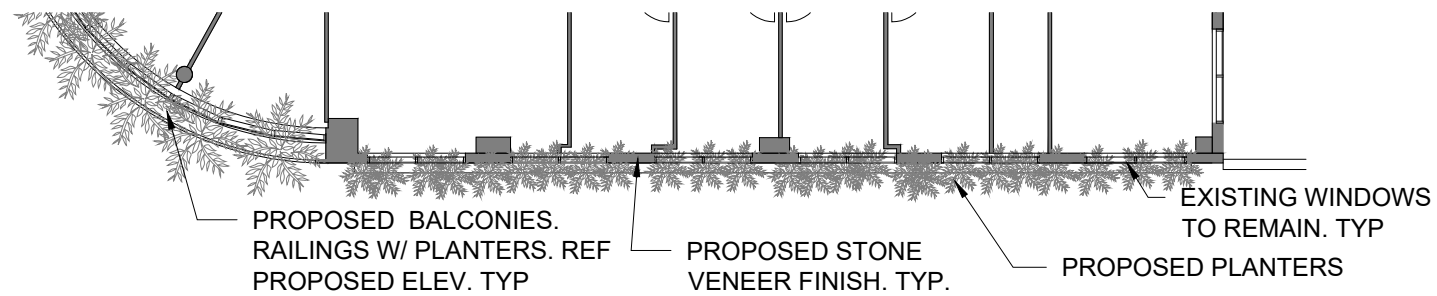 PROPOSED BALCONIES.
RAILINGS W/ PLANTERS. REF
PROPOSED ELEV. TYP
PROPOSED STONE
VENEER FINISH. TYP.
PROPOSED PLANTERS
EXISTING WINDOWS
TO REMAIN. TYP